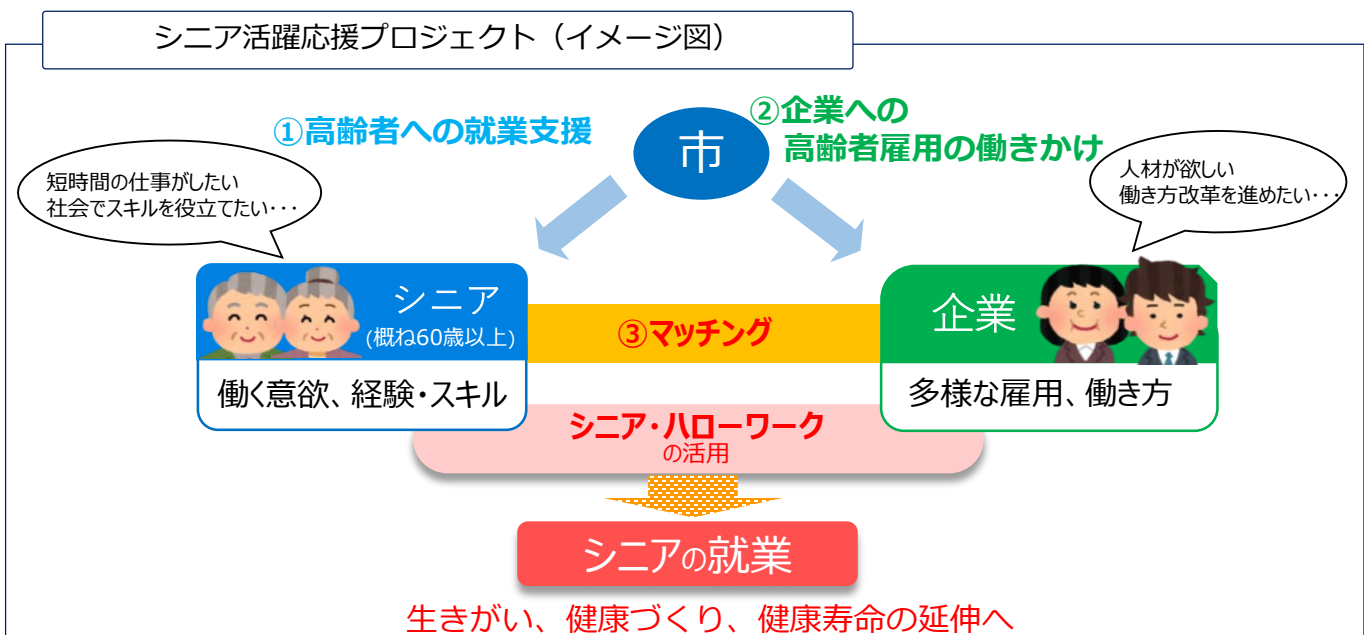 シニア活躍応援プロジェクト（イメージ図）
①高齢者への就業支援
市
②企業への
高齢者雇用の働きかけ
短時間の仕事がしたい
社会でスキルを役立てたい・・・
人材が欲しい
働き方改革を進めたい・・・
シニア
(概ね60歳以上)
働く意欲、経験・スキル
③マッチング
企業
多様な雇用、働き方
シニア・ハローワーク
の活用
シニアの就業
生きがい、健康づくり、健康寿命の延伸へ